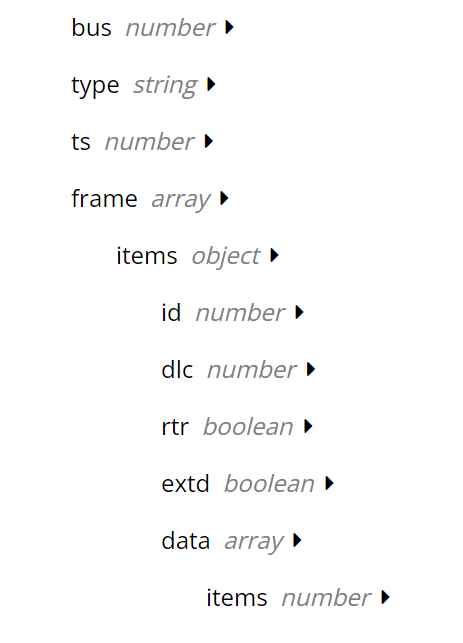 bus number
type string
ts number
frame array
items object
id number
dlc number
rtr boolean
extd boolean
data array
items number